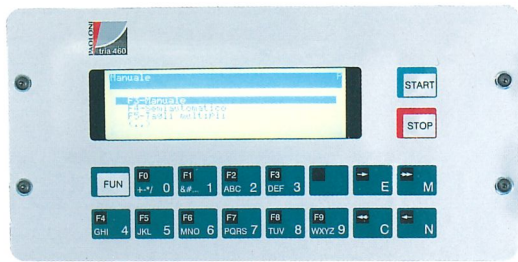 PAOLONI
tria 460
Manuale
F3-Manuale
F4-Semiautomatico
F5-Tagli multipli
(..)
START
STOP
FUN
F0 +-*/ 0
F1 &#... 1
F2 ABC 2
F3 DEF 3
E
M
F4 GHI 4
F5 JKL 5
F6 MNO 6
F7 PQRS 7
F8 TUV 8
F9 WXYZ 9
C
N